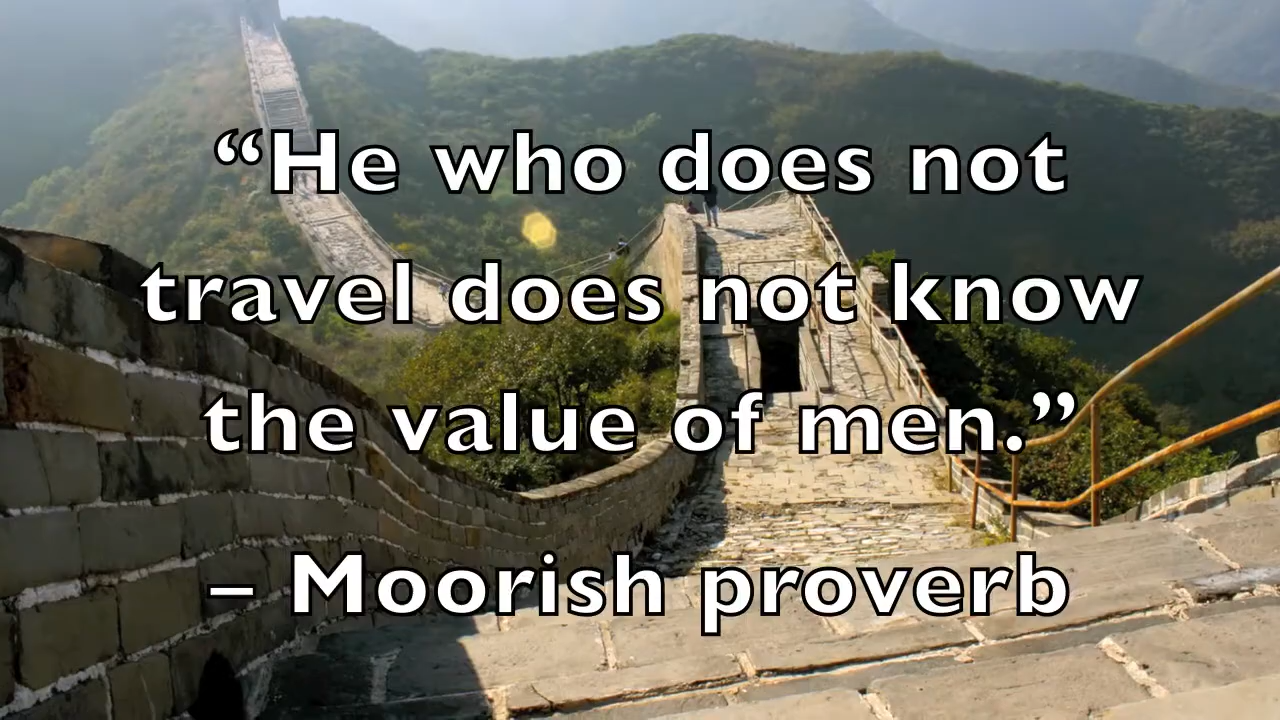 “He who does not
travel does not know
the value of men.”
– Moorish proverb